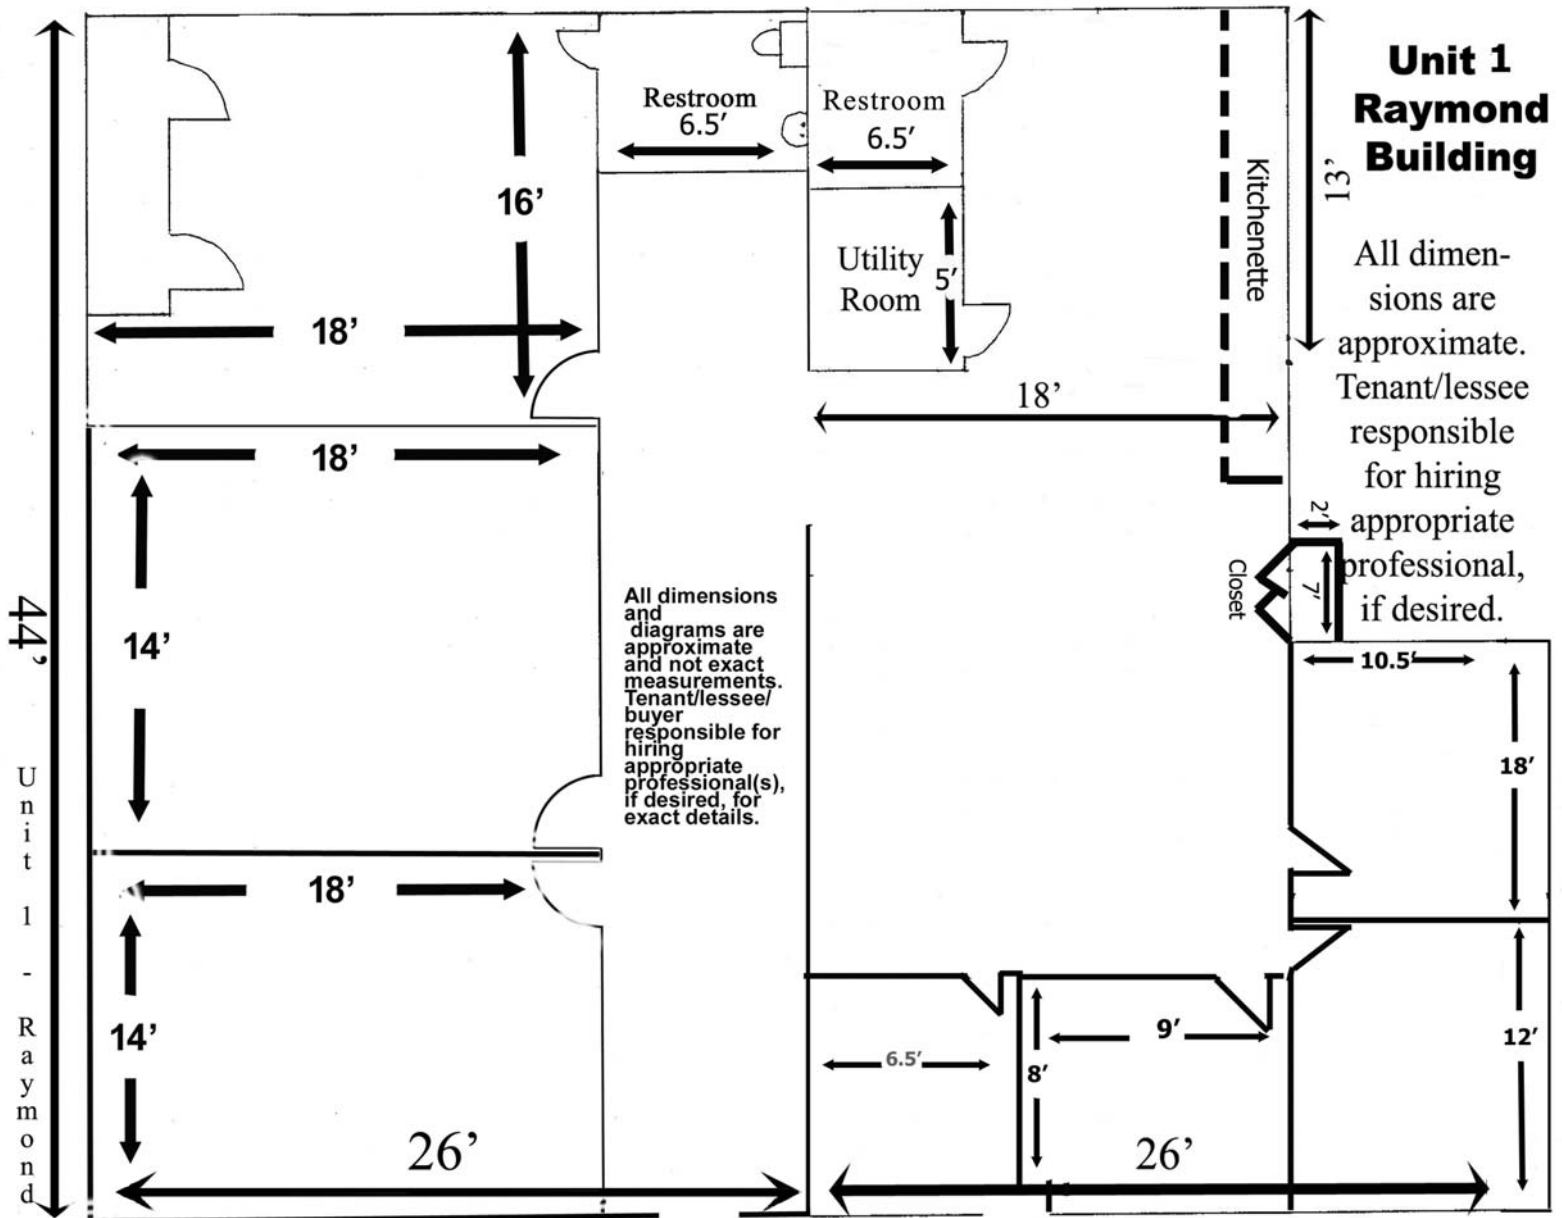 Unit 1
Raymond
Building
All dimen-
sions are
approximate.
Tenant/lessee
responsible
for hiring
appropriate
professional,
if desired.
Restroom
6.5’
Restroom
6.5’
16’
Utility
Room
5’
Kitchenette
13’
18’
18’
18’
2’
7’
Closet
14’
44’
All dimensions
and
diagrams are
approximate
and not exact
measurements.
Tenant/lessee/
buyer
responsible for
hiring
appropriate
professional(s),
if desired, for
exact details.
10.5’
18’
Unit 1 - Raymond
18’
14’
6.5’
8’
9’
12’
26’
26’